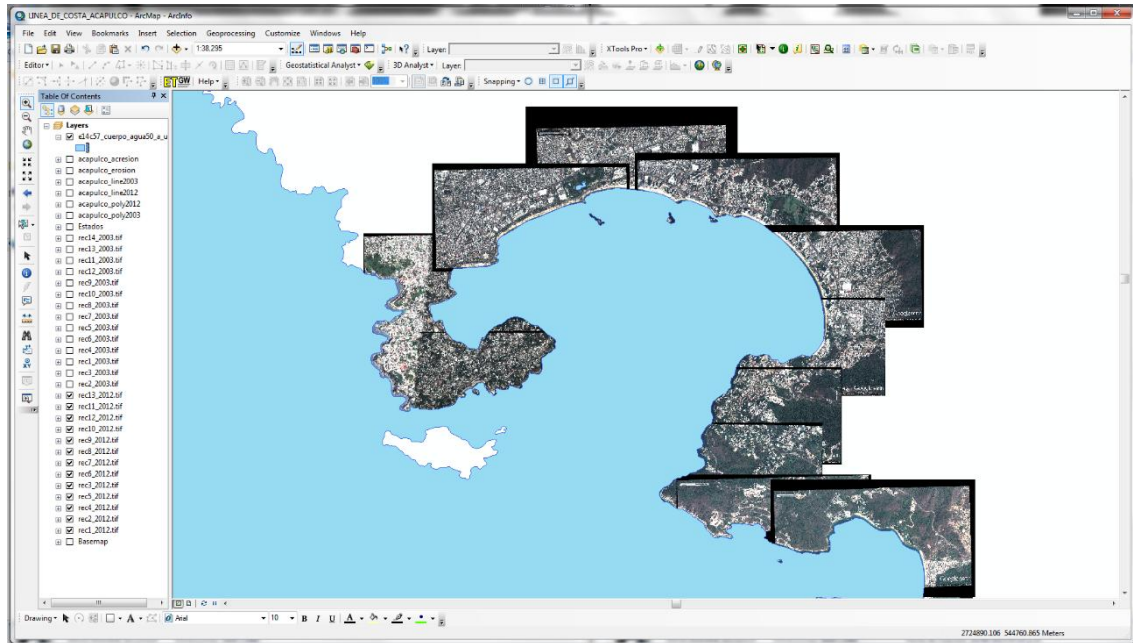 LINEA_DE_COSTA_ACAPULCO - ArcMap - ArcInfo
File Edit View Bookmarks Insert Selection Geoprocessing Customize Windows Help
1:38,295 Layer: XTools Pro
Editor Geostatistical Analyst 3D Analyst Layer:
ET GW Help Snapping
Table Of Contents
Layers
e14c57_cuerpo_agua50_a_u
acapulco_acresion
acapulco_erosion
acapulco_line2003
acapulco_line2012
acapulco_poly2012
acapulco_poly2003
Estados
rec14_2003.tif
rec13_2003.tif
rec11_2003.tif
rec12_2003.tif
rec9_2003.tif
rec10_2003.tif
rec8_2003.tif
rec7_2003.tif
rec5_2003.tif
rec6_2003.tif
rec4_2003.tif
rec1_2003.tif
rec3_2003.tif
rec2_2003.tif
rec13_2012.tif
rec11_2012.tif
rec12_2012.tif
rec10_2012.tif
rec9_2012.tif
rec8_2012.tif
rec7_2012.tif
rec6_2012.tif
rec3_2012.tif
rec5_2012.tif
rec4_2012.tif
rec2_2012.tif
rec1_2012.tif
Basemap
Google
Drawing A Arial 10 B I U A
2724890.106 544760.865 Meters